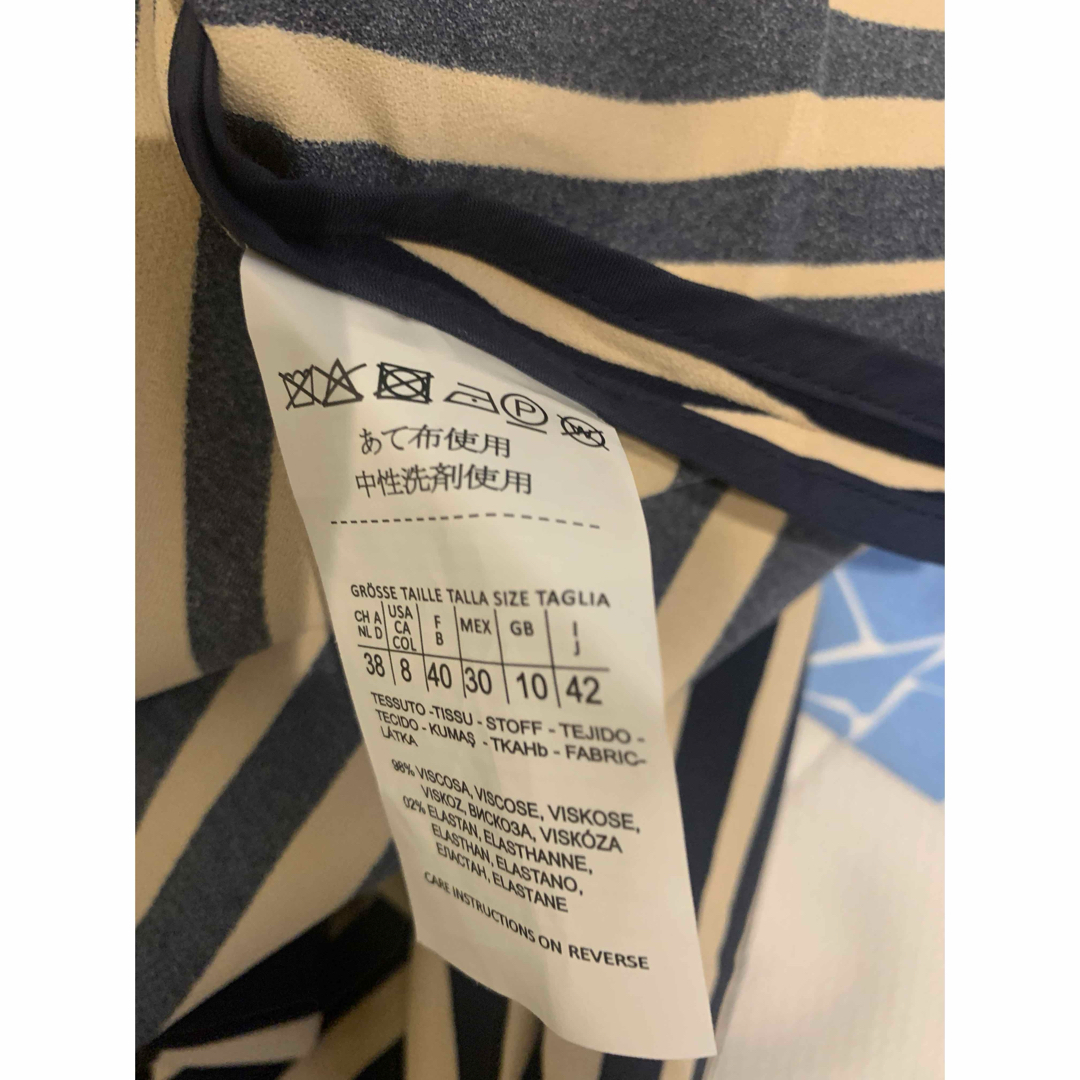 P
W
あて布使用
中性洗剤使用
GRÖSSE TAILLE TALLA SIZE TAGLIA
CH A NL D USA CA COL F B MEX GB I J
38 8 40 30 10 42
TESSUTO -TISSU - STOFF - TEJIDO -
TECIDO - KUMAŞ - TKAHb - FABRIC-
LÁTKA
98% VISCOSA, VISCOSE, VISKOSE,
VISKOZ, ВИСКОЗА, VISKÓZA
02% ELASTAN, ELASTHANNE,
ELASTHAN, ELASTANO,
ЕЛАСТАН, ELASTANE
CARE INSTRUCTIONS ON REVERSE